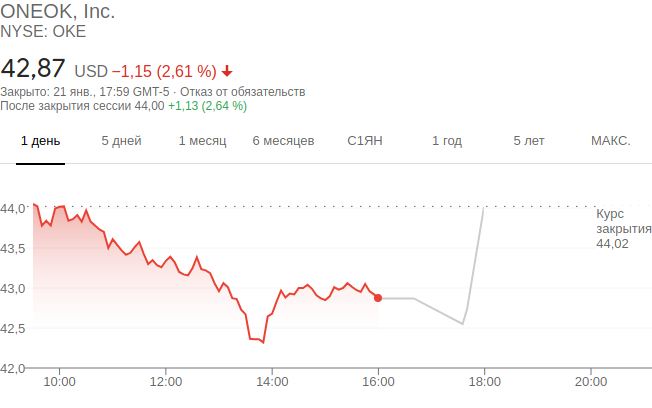 ONEOK, Inc.
NYSE: OKE
42,87 USD −1,15 (2,61 %)
Закрыто: 21 янв., 17:59 GMT-5 · Отказ от обязательств
После закрытия сессии 44,00 +1,13 (2,64 %)
1 день 5 дней 1 месяц 6 месяцев С1ЯН 1 год 5 лет МАКС.
44,0
Курс
закрытия
44,02
43,5
43,0
42,5
42,0
10:00 12:00 14:00 16:00 18:00 20:00